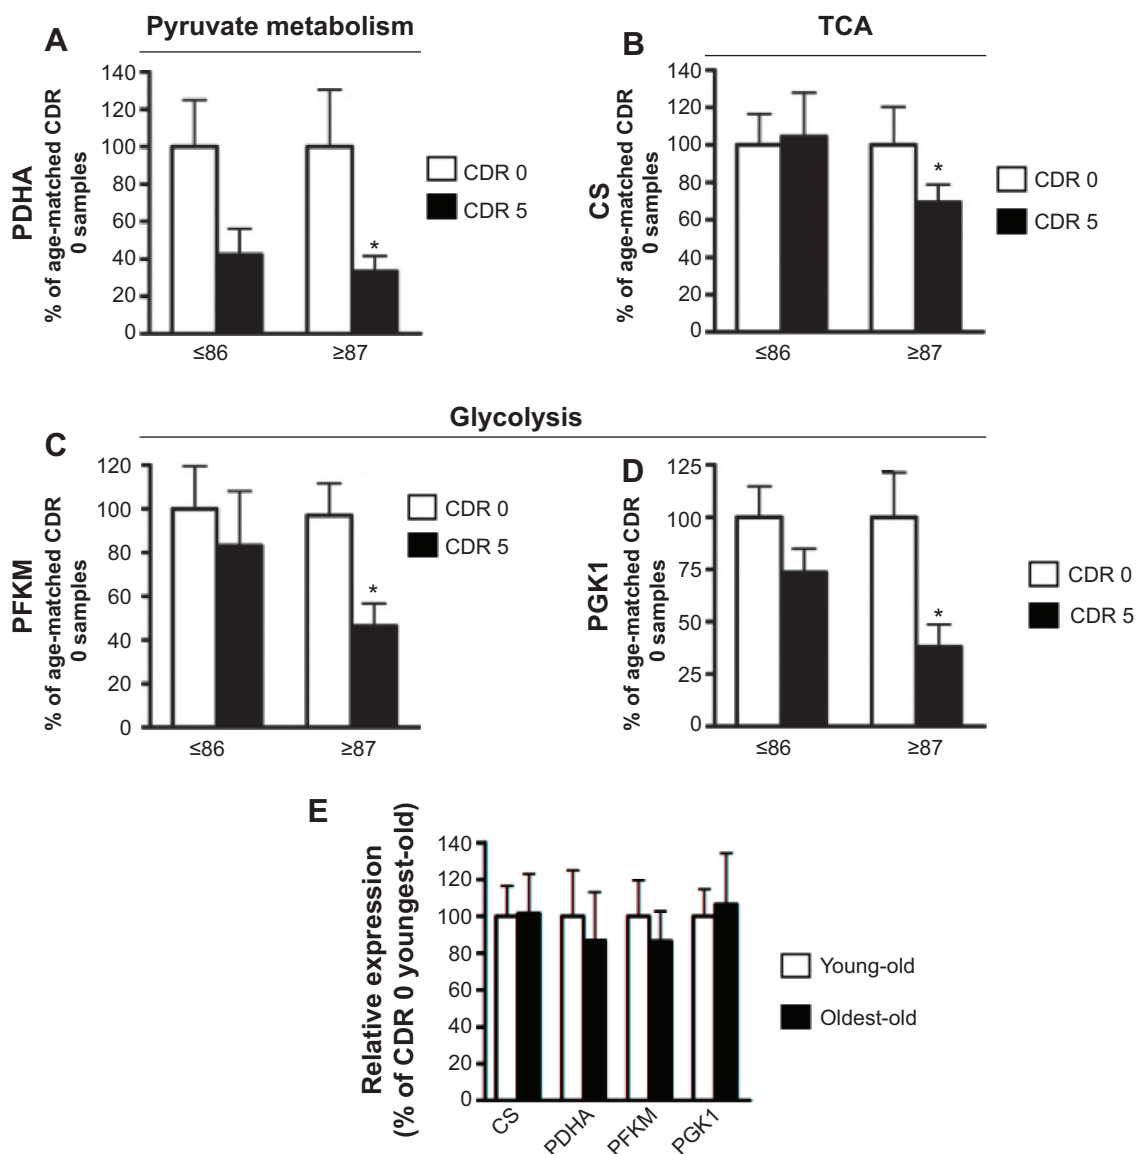 A
Pyruvate metabolism
PDHA
% of age-matched CDR
0 samples
140
120
100
80
60
40
20
0
*
≤86
≥87
CDR 0
CDR 5
B
TCA
CS
% of age-matched CDR
0 samples
140
120
100
80
60
40
20
0
*
≤86
≥87
CDR 0
CDR 5
Glycolysis
C
PFKM
% of age-matched CDR
0 samples
120
100
80
60
40
20
0
*
≤86
≥87
CDR 0
CDR 5
D
PGK1
% of age-matched CDR
0 samples
125
100
75
50
25
0
*
≤86
≥87
CDR 0
CDR 5
E
Relative expression
(% of CDR 0 youngest-old)
140
120
100
80
60
40
20
0
CS
PDHA
PFKM
PGK1
Young-old
Oldest-old